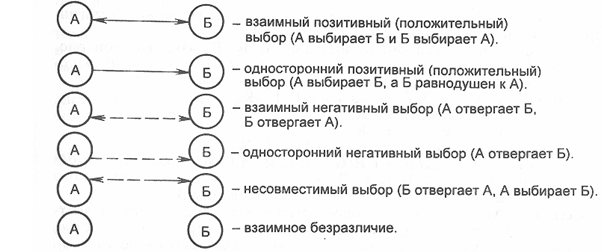 А Б – взаимный позитивный (положительный)
выбор (А выбирает Б и Б выбирает А).
А Б – односторонний позитивный (положительный)
выбор (А выбирает Б, а Б равнодушен к А).
А Б – взаимный негативный выбор (А отвергает Б,
Б отвергает А).
А Б – односторонний негативный выбор (А отвергает Б).
А Б – несовместимый выбор (Б отвергает А, А выбирает Б).
А Б – взаимное безразличие.